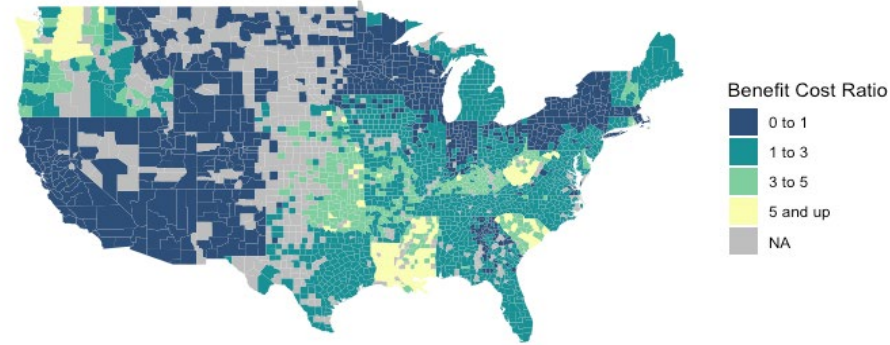 Benefit Cost Ratio
0 to 1
1 to 3
3 to 5
5 and up
NA